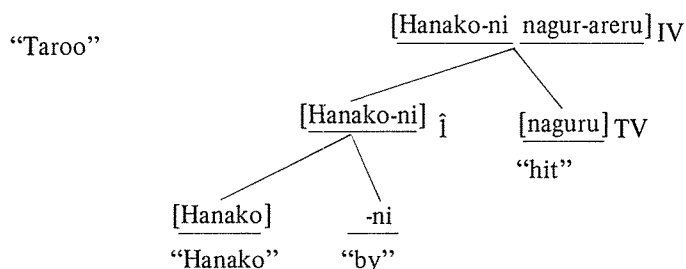 [Hanako-ni nagur-areru] IV
“Taroo”
[Hanako-ni] Î [naguru] TV
“hit”
[Hanako] -ni
“Hanako” “by”